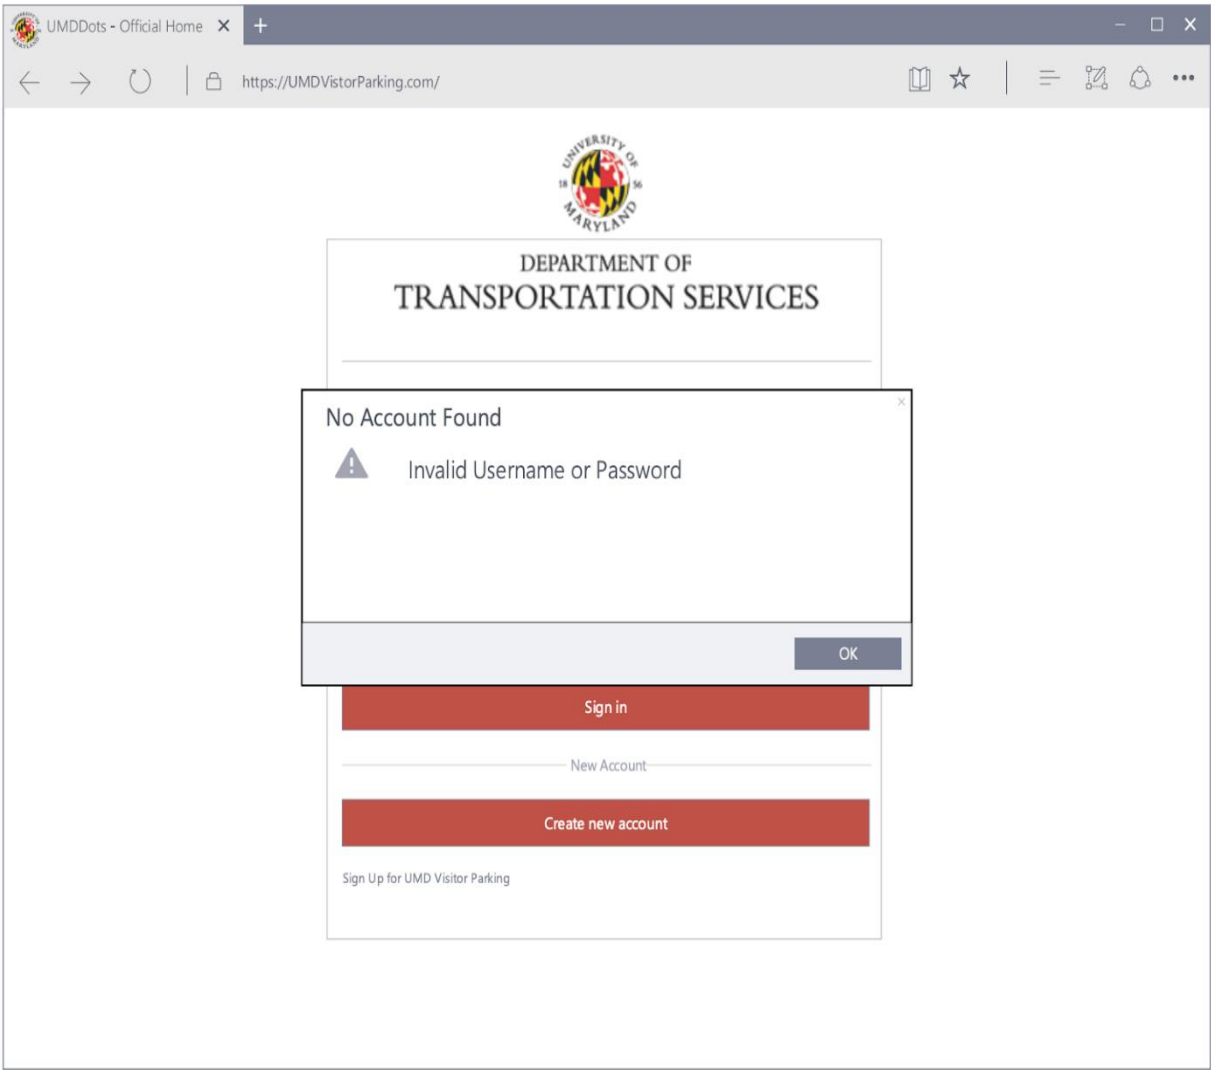 UMDDots - Official Home
https://UMDVistorParking.com/
UNIVERSITY OF
18 56
MARYLAND
DEPARTMENT OF
TRANSPORTATION SERVICES
No Account Found
Invalid Username or Password
OK
Sign in
New Account
Create new account
Sign Up for UMD Visitor Parking